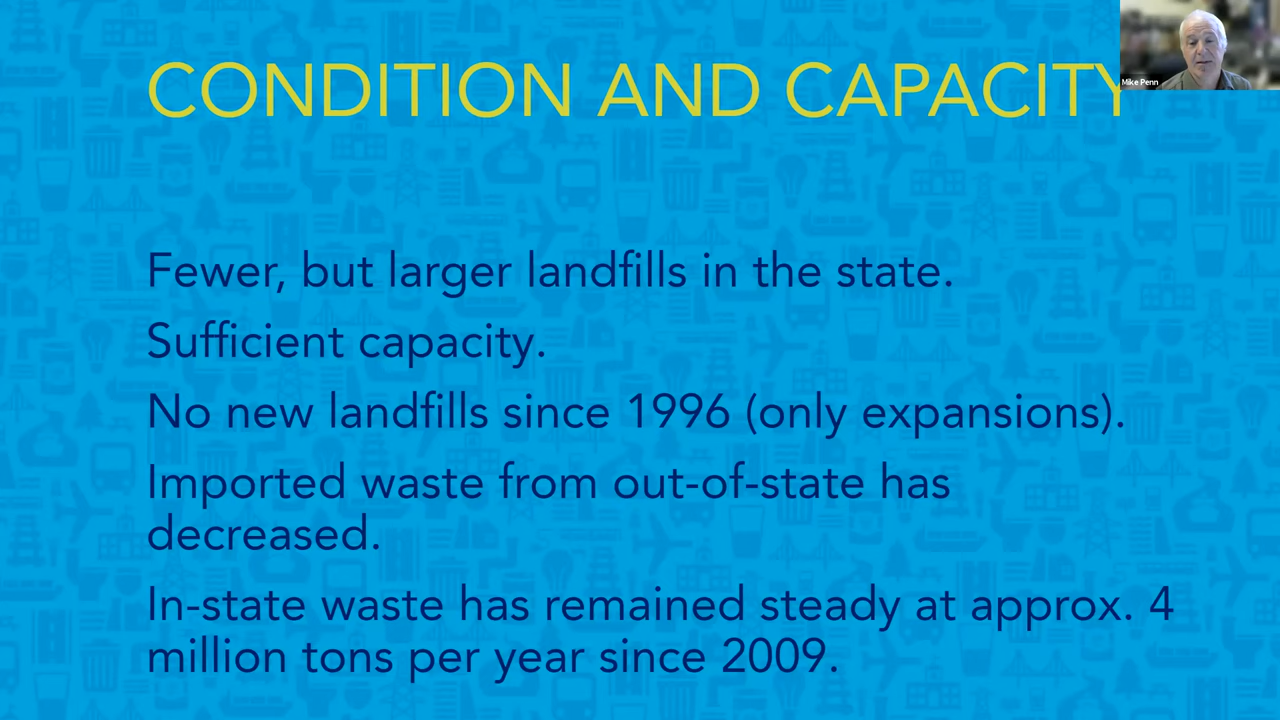 CONDITION AND CAPACITY
Mike Penn
Fewer, but larger landfills in the state.
Sufficient capacity.
No new landfills since 1996 (only expansions).
Imported waste from out-of-state has
decreased.
In-state waste has remained steady at approx. 4
million tons per year since 2009.